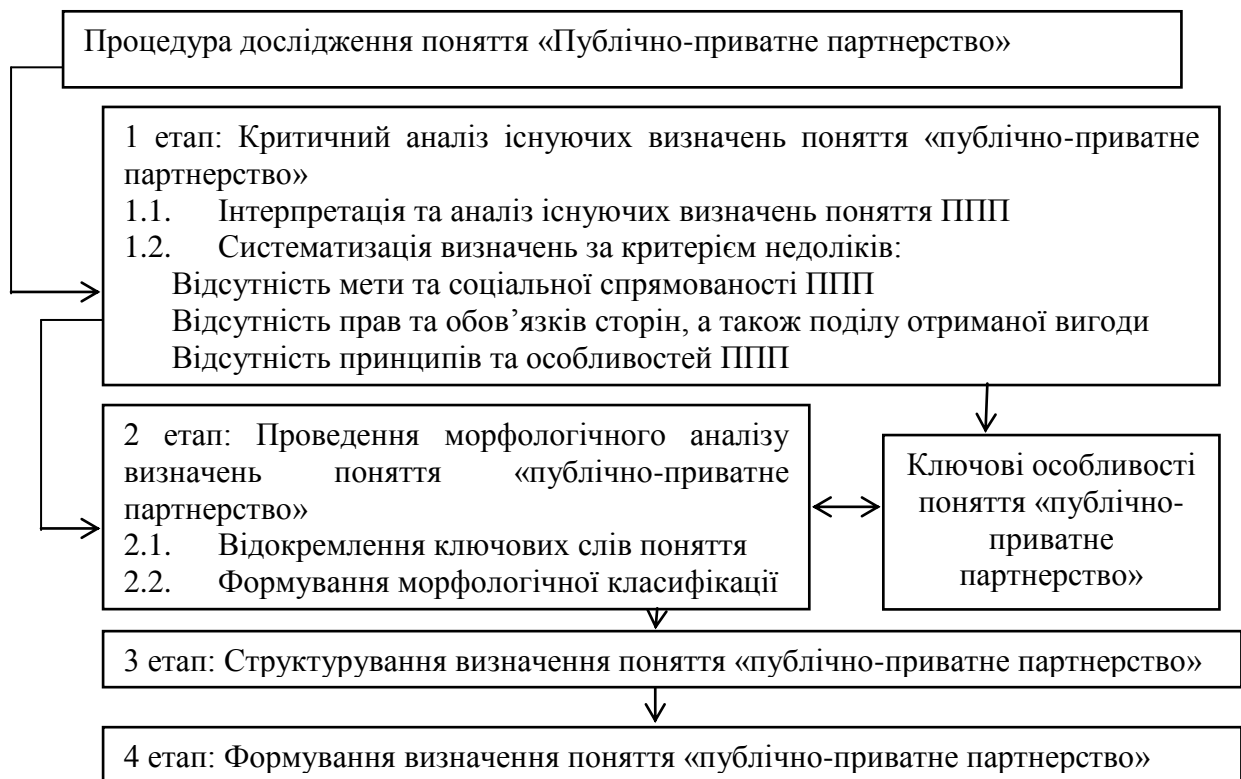 Процедура дослідження поняття «Публічно-приватне партнерство»
1 етап: Критичний аналіз існуючих визначень поняття «публічно-приватне
партнерство»
1.1. Інтерпретація та аналіз існуючих визначень поняття ППП
1.2. Систематизація визначень за критерієм недоліків:
Відсутність мети та соціальної спрямованості ППП
Відсутність прав та обов’язків сторін, а також поділу отриманої вигоди
Відсутність принципів та особливостей ППП
2 етап: Проведення морфологічного аналізу
визначень поняття «публічно-приватне
партнерство»
2.1. Відокремлення ключових слів поняття
2.2. Формування морфологічної класифікації
Ключові особливості
поняття «публічно-
приватне
партнерство»
3 етап: Структурування визначення поняття «публічно-приватне партнерство»
4 етап: Формування визначення поняття «публічно-приватне партнерство»